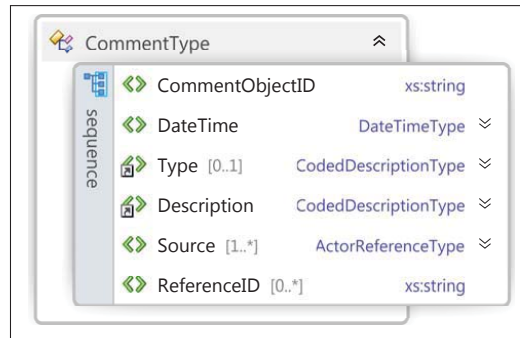 CommentType
sequence
CommentObjectID xs:string
DateTime DateTimeType
Type [0..1] CodedDescriptionType
Description CodedDescriptionType
Source [1..*] ActorReferenceType
ReferenceID [0..*] xs:string